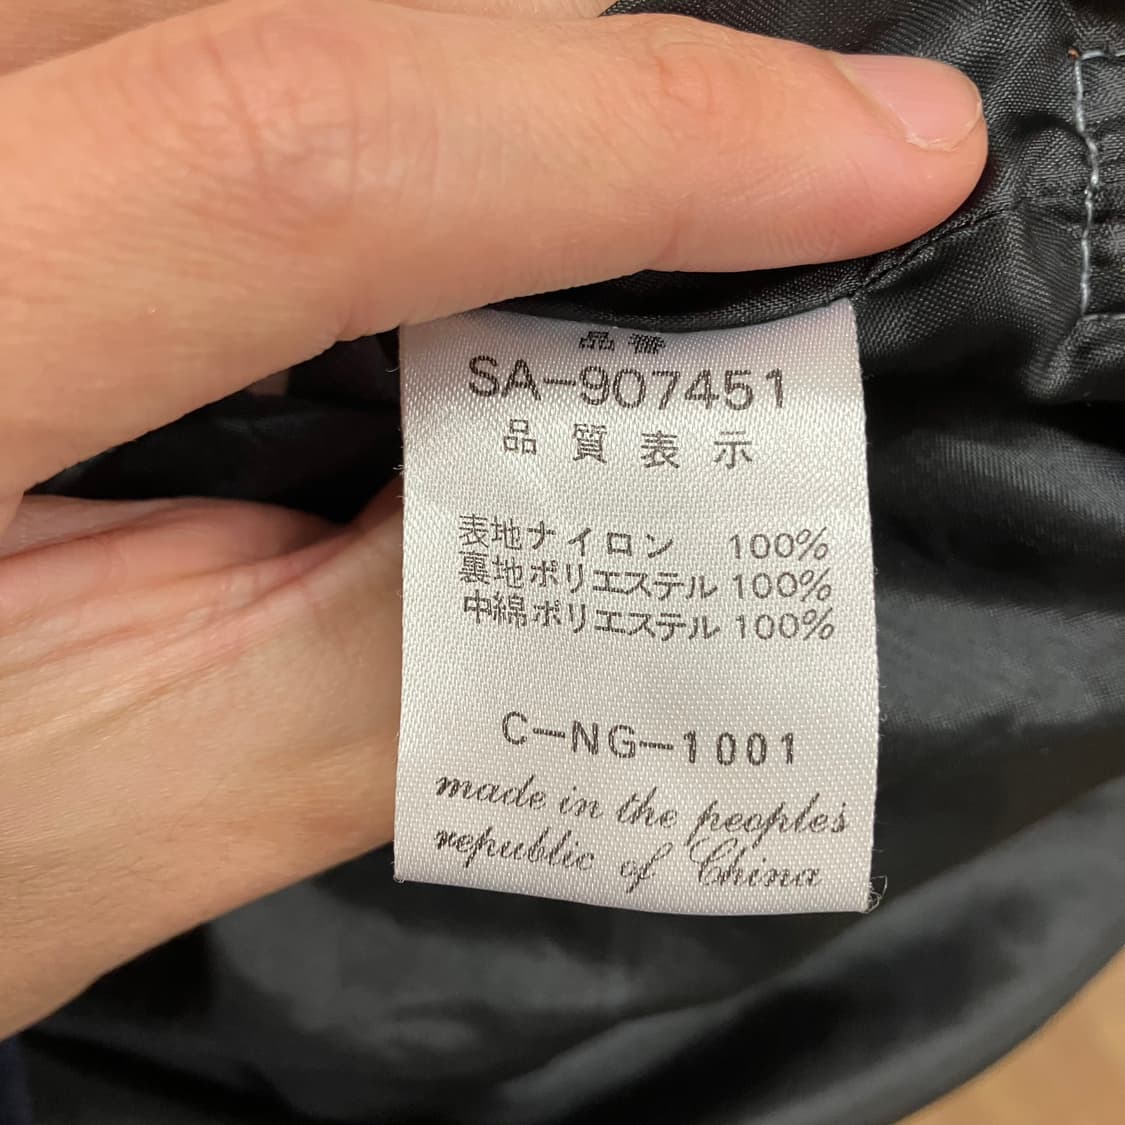 品番
SA-907451
品質表示
表地ナイロン 100%
裏地ポリエステル 100%
中綿ポリエステル 100%
C-NG-1001
made in the people's
republic of China